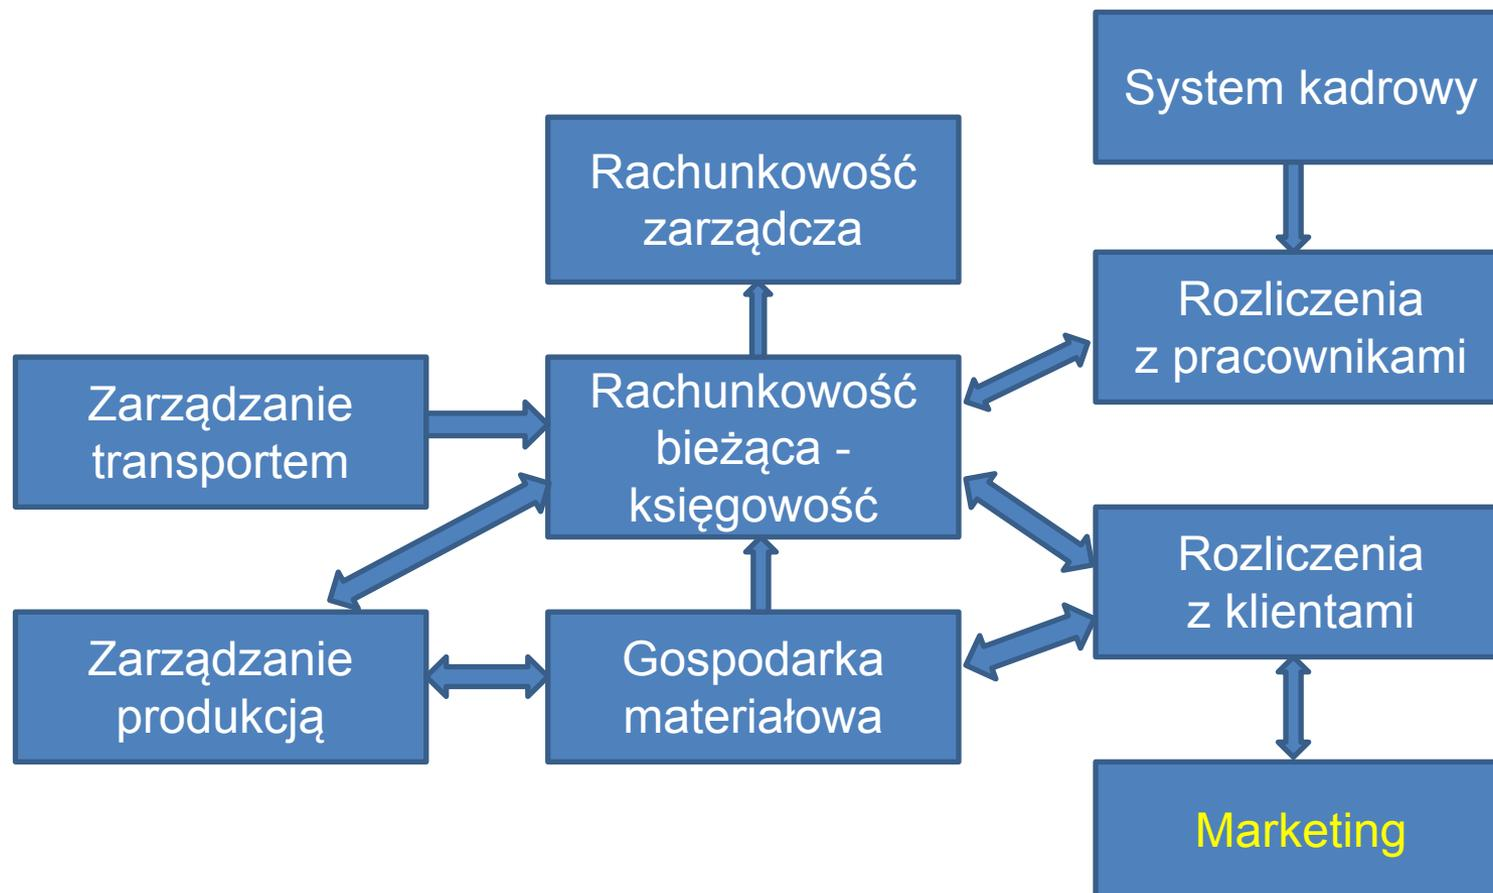 System kadrowy
Rachunkowość
zarządcza
Rozliczenia
z pracownikami
Zarządzanie
transportem
Rachunkowość
bieżąca -
księgowość
Rozliczenia
z klientami
Zarządzanie
produkcją
Gospodarka
materiałowa
Marketing